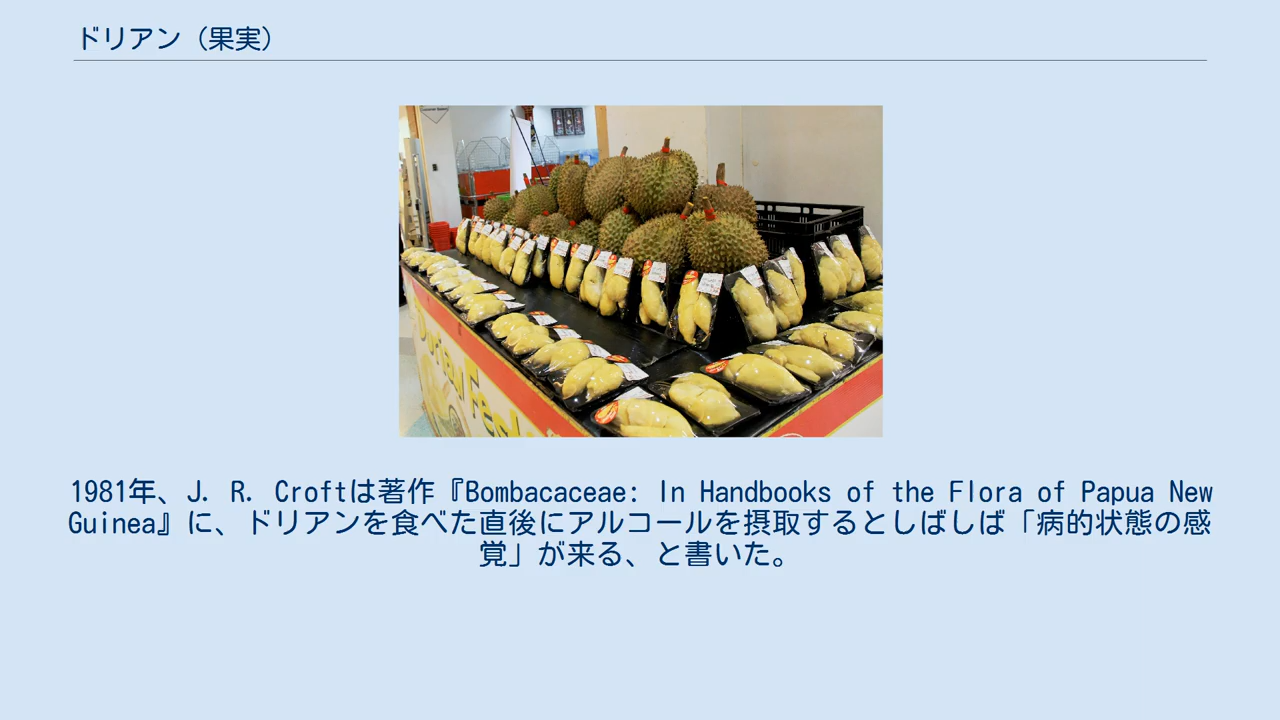 ドリアン（果実）
Durian Fest
1981年、J. R. Croftは著作『Bombacaceae: In Handbooks of the Flora of Papua New
Guinea』に、ドリアンを食べた直後にアルコールを摂取するとしばしば「病的状態の感
覚」が来る、と書いた。